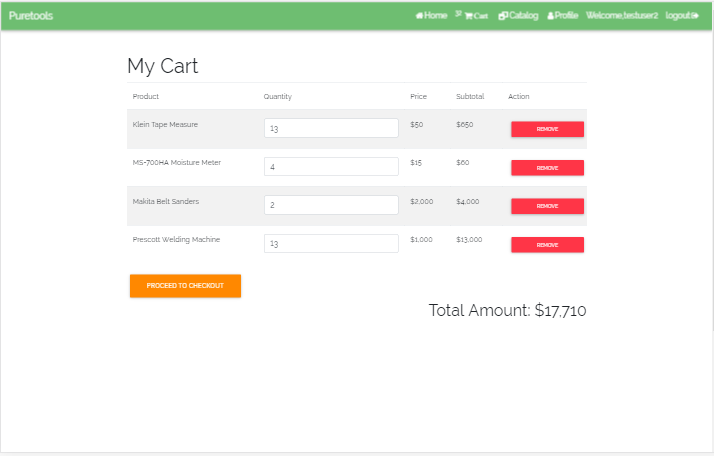 Puretools Home 32 Cart Catalog Profile Welcome,testuser2 logout
My Cart
Product Quantity Price Subtotal Action
Klein Tape Measure 13 $50 $650 REMOVE
MS-700HA Moisture Meter 4 $15 $60 REMOVE
Makita Belt Sanders 2 $2,000 $4,000 REMOVE
Prescott Welding Machine 13 $1,000 $13,000 REMOVE
PROCEED TO CHECKOUT
Total Amount: $17,710